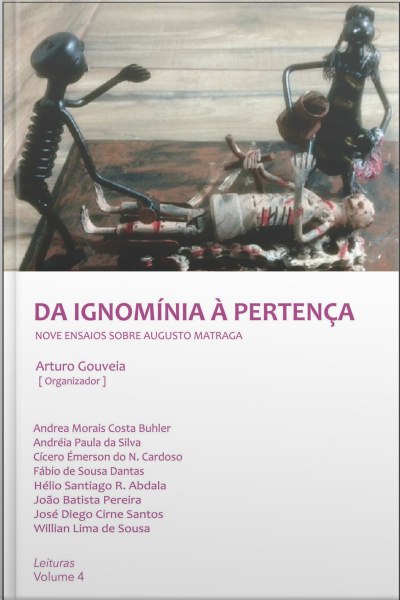 DA IGNOMÍNIA À PERTENÇA
NOVE ENSAIOS SOBRE AUGUSTO MATRAGA
Arturo Gouveia
[ Organizador ]
Andrea Morais Costa Buhler
Andréia Paula da Silva
Cícero Émerson do N. Cardoso
Fábio de Sousa Dantas
Hélio Santiago R. Abdala
João Batista Pereira
José Diego Cirne Santos
Willian Lima de Sousa
Leituras
Volume 4